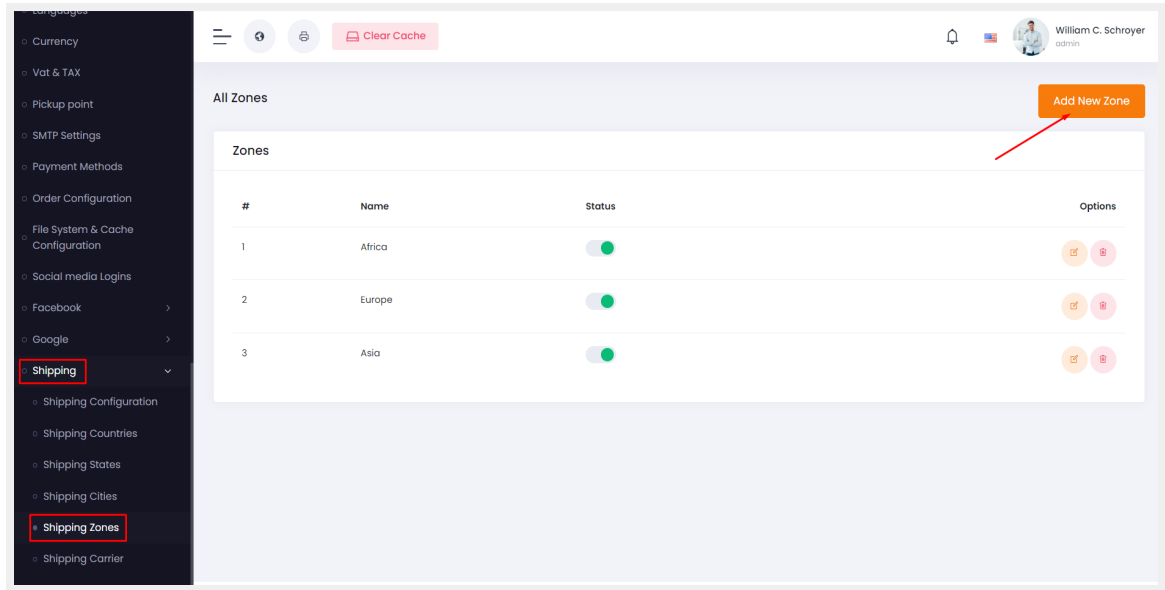 Languages
Currency
Vat & TAX
Pickup point
SMTP Settings
Payment Methods
Order Configuration
File System & Cache
Configuration
Social media Logins
Facebook
Google
Shipping
Shipping Configuration
Shipping Countries
Shipping States
Shipping Cities
Shipping Zones
Shipping Carrier
Clear Cache
William C. Schroyer
admin
All Zones
Add New Zone
Zones
# Name Status Options
1 Africa
2 Europe
3 Asia